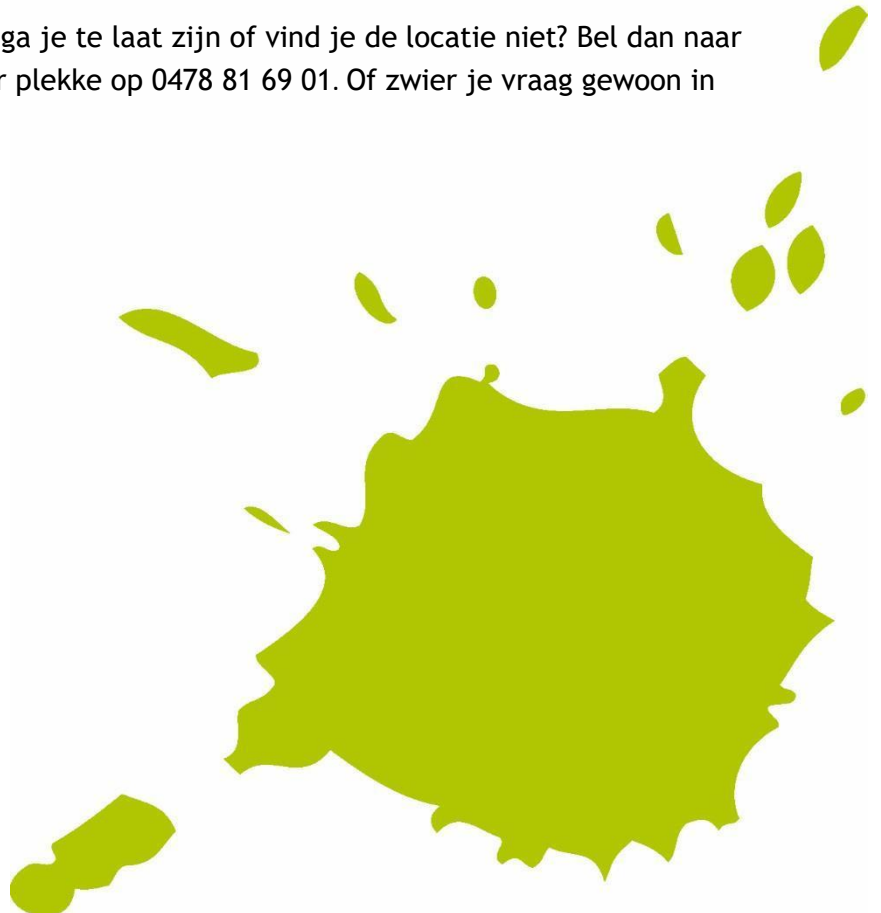 ga je te laat zijn of vind je de locatie niet? Bel dan naar
plekke op 0478 81 69 01. Of zwier je vraag gewoon in